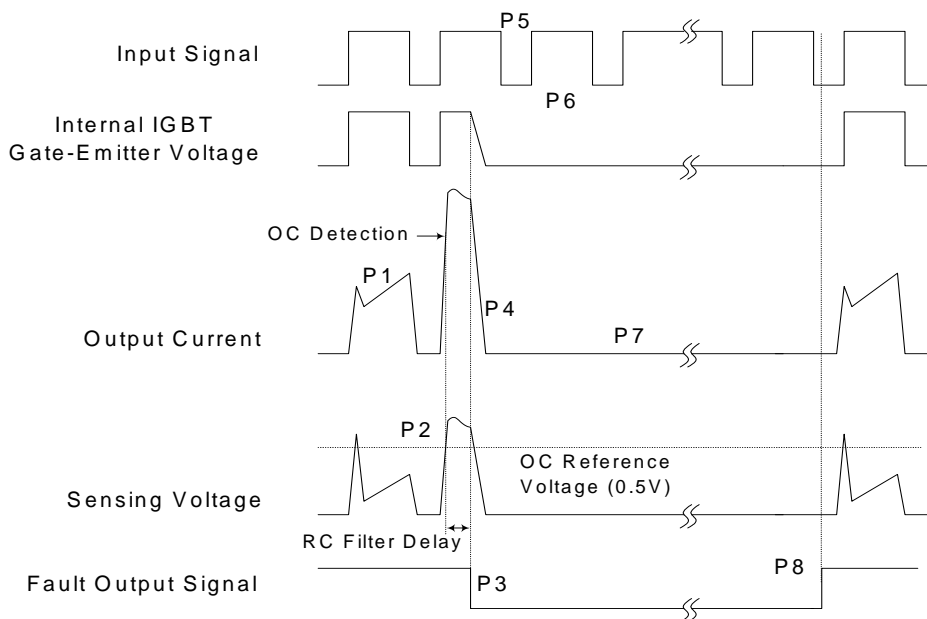 P5
Input Signal
P6
Internal IGBT
Gate-Emitter Voltage
OC Detection
P1
P4
Output Current
P7
P2
OC Reference
Voltage (0.5V)
Sensing Voltage
RC Filter Delay
Fault Output Signal
P3
P8